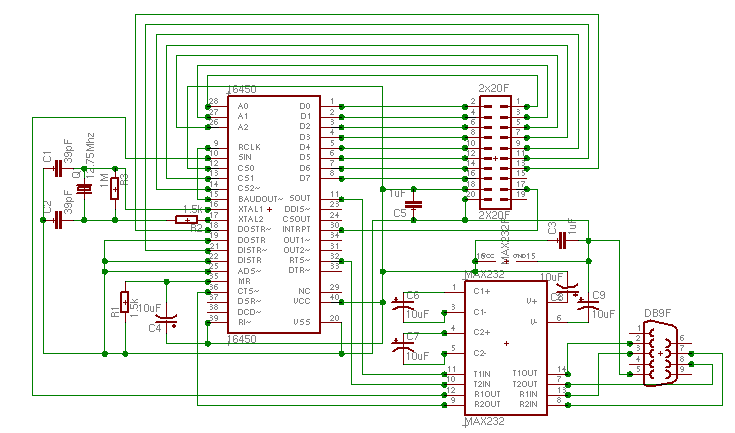 16450
28 A0 D0 1
27 A1 D1 2
26 A2 D2 3
D3 4
D4 5
9 RCLK D5 6
10 SIN D6 7
12 CS0 D7 8
13 CS1
14 CS2~
15 BAUDOUT~ SOUT 11
16 XTAL1 DDIS~ 23
17 XTAL2 CSOUT 24
18 DOSTR~ INTRPT 30
19 DOSTR OUT1~ 34
21 DISTR~ OUT2~ 31
22 DISTR RTS~ 32
25 ADS~ DTR~ 33
35 MR
36 CTS~ NC 29
37 DSR~ VCC 40
38 DCD~
39 RI~ VSS 20
16450
2x20F
2 1
4 3
6 5
8 7
10 9
12 11
14 13
16 15
18 17
20 19
2X20F
C1
39pF
Q
12.75Mhz
1M
R3
C2
39pF
1.5k
R2
R1
1.5k
10uF
C4
1uF
C5
C3
1uF
MAX232F
16 VCC GND 15
MAX232
1 C1+
3 C1-
4 C2+
5 C2-
V+ 2
V- 6
11 T1IN T1OUT 14
10 T2IN T2OUT 7
12 R1OUT R1IN 13
9 R2OUT R2IN 8
MAX232
C6
10uF
C7
10uF
10uF
C8
C9
10uF
DB9F
1
6
2
7
3
8
4
9
5